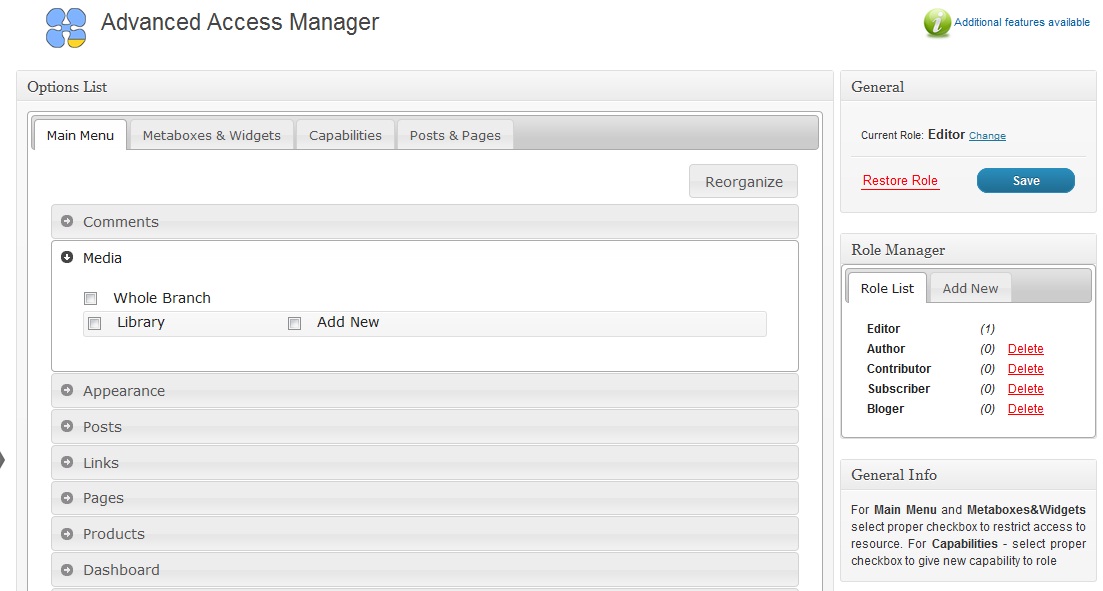 Advanced Access Manager
Additional features available
Options List
Main Menu
Metaboxes & Widgets
Capabilities
Posts & Pages
Reorganize
Comments
Media
Whole Branch
Library
Add New
Appearance
Posts
Links
Pages
Products
Dashboard
General
Current Role: Editor Change
Restore Role
Save
Role Manager
Role List
Add New
Editor (1)
Author (0) Delete
Contributor (0) Delete
Subscriber (0) Delete
Bloger (0) Delete
General Info
For Main Menu and Metaboxes&Widgets
select proper checkbox to restrict access to
resource. For Capabilities - select proper
checkbox to give new capability to role